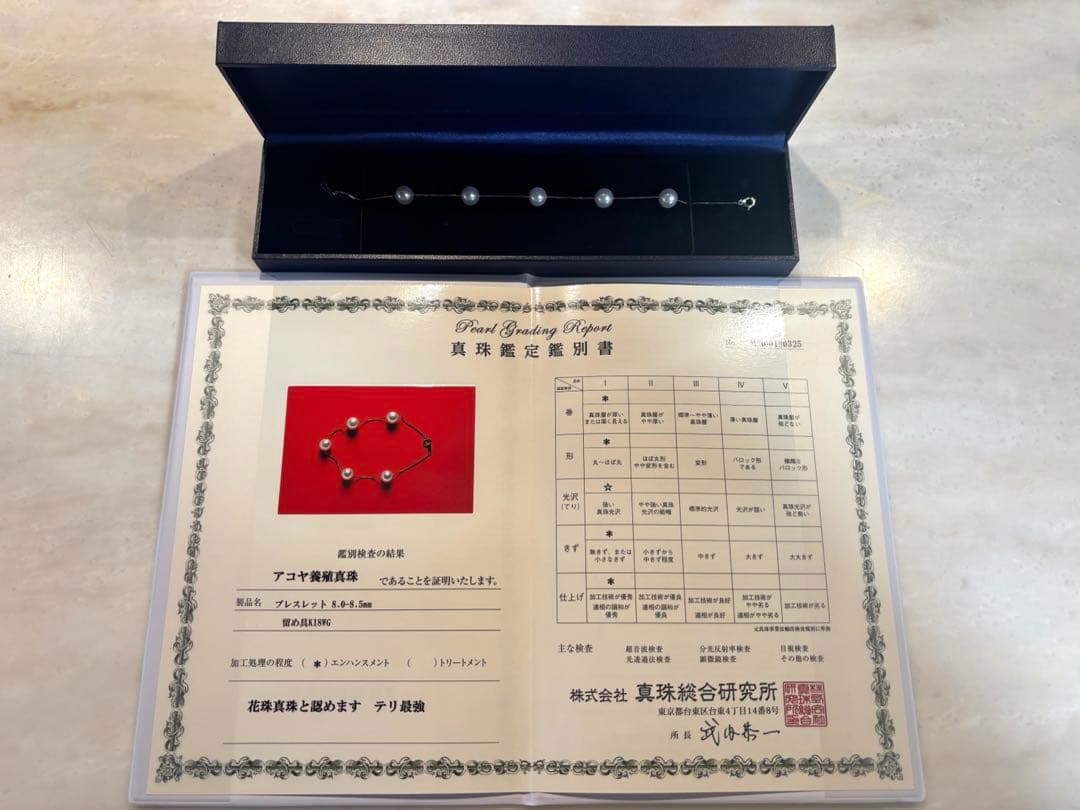 Pearl Grading Report
真珠鑑定鑑別書
鑑別検査の結果
アコヤ養殖真珠 であることを証明いたします。
製品名 ブレスレット 8.0-8.5mm
留め具K18WG
加工処理の程度 ( * ) エンハンスメント ( ) トリートメント
花珠真珠と認めます テリ最強
I II III IV V
*
巻 真珠層が厚いまたは深く見える 真珠層がやや厚い 標準〜やや薄い真珠層 薄い真珠層 真珠層が殆どない
*
形 丸〜ほぼ丸 ほぼ丸形やや変形を含む 変形 バロック形である 極端なバロック形
☆
光沢(てり) 強い真珠光沢 やや強い真珠光沢の範疇 標準的光沢 光沢が弱い 真珠光沢が殆ど無い
*
きず 無きず、または小さなきず 小きずから中きず程度 中きず 大きず 大大きず
*
仕上げ 加工技術が優秀 連相の調和が優秀 加工技術が優良 連相の調和が優良 加工技術が良好 連相が良好 加工技術がやや劣る 連相がやや劣る 加工技術が劣る
主な検査 超音波検査 分光反射率検査 目視検査
光透過法検査 顕微鏡検査 その他の検査
株式会社 真珠総合研究所
東京都台東区台東4丁目14番8号
所長